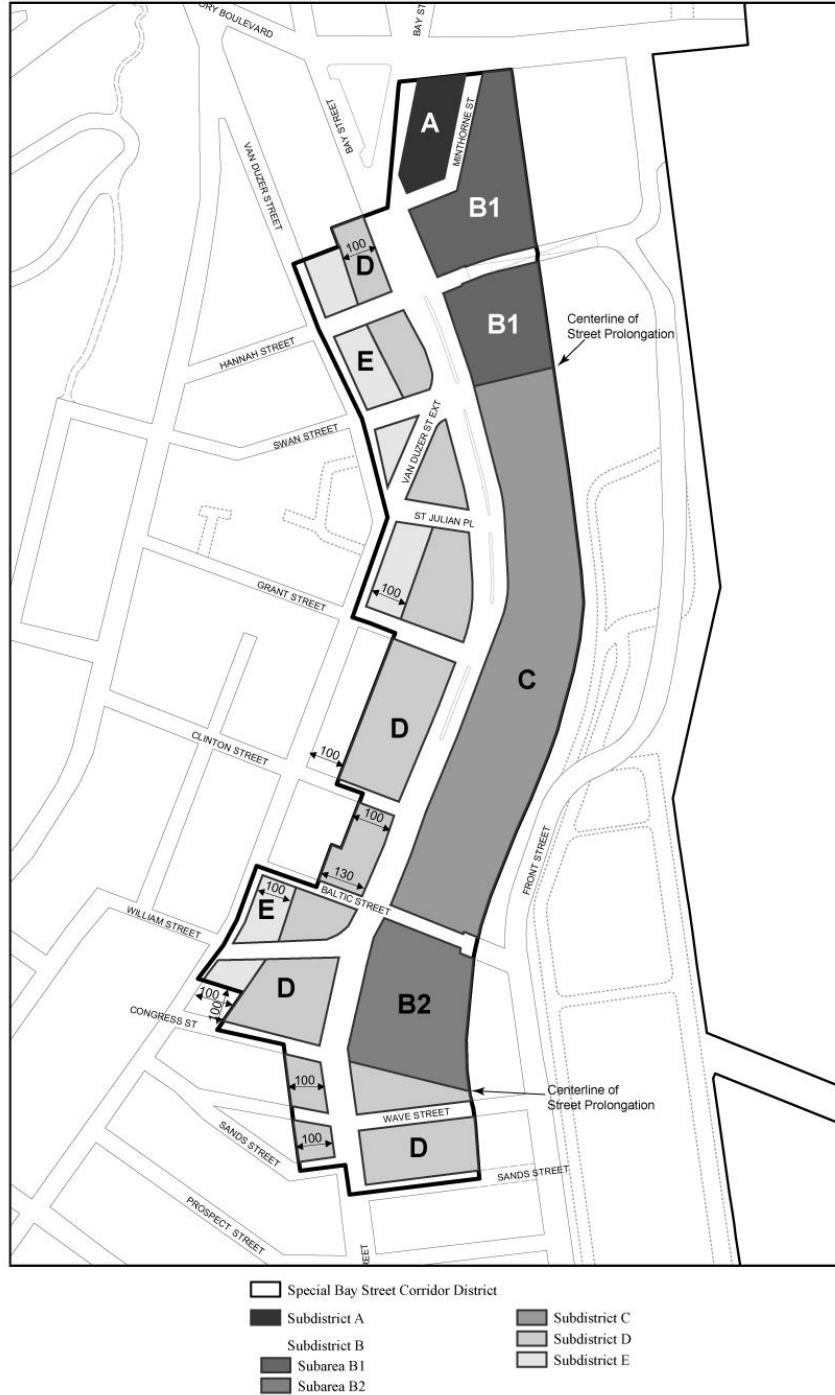 ORY BOULEVARD
BAY ST
A
MINTHORNE ST
BAY STREET
VAN DUZER STREET
B1
100
D
B1
Centerline of
Street Prolongation
HANNAH STREET
E
SWAN STREET
VAN DUZER ST EXT
ST JULIAN PL
GRANT STREET
100
C
D
CLINTON STREET
100
100
130
FRONT STREET
BALTIC STREET
100
E
WILLIAM STREET
D
100
100
CONGRESS ST
B2
100
Centerline of
Street Prolongation
WAVE STREET
SANDS STREET
100
D
SANDS STREET
PROSPECT STREET
REET
Special Bay Street Corridor District
Subdistrict A
Subdistrict B
Subarea B1
Subarea B2
Subdistrict C
Subdistrict D
Subdistrict E